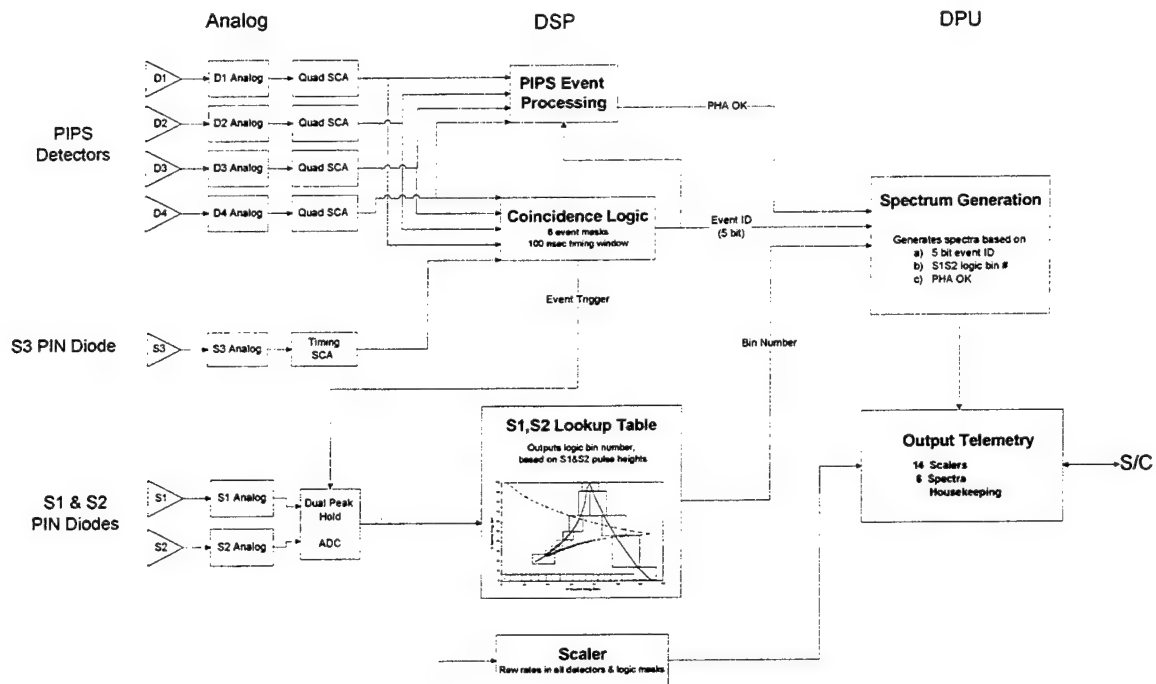 Analog
DSP
DPU
PIPS
Detectors
D1
D1 Analog
Quad SCA
D2
D2 Analog
Quad SCA
D3
D3 Analog
Quad SCA
D4
D4 Analog
Quad SCA
PIPS Event
Processing
PHA OK
Coincidence Logic
6 event masks
100 nsec timing window
Event ID
(5 bit)
Spectrum Generation
Generates spectra based on
a) 5 bit event ID
b) S1S2 logic bin #
c) PHA OK
Event Trigger
Bin Number
S3 PIN Diode
S3
S3 Analog
Timing
SCA
S1 & S2
PIN Diodes
S1
S1 Analog
S2
S2 Analog
Dual Peak
Hold
ADC
S1,S2 Lookup Table
Outputs logic bin number,
based on S1&S2 pulse heights
Output Telemetry
14 Scalers
6 Spectra
Housekeeping
S/C
Scaler
Raw rates in all detectors & logic masks